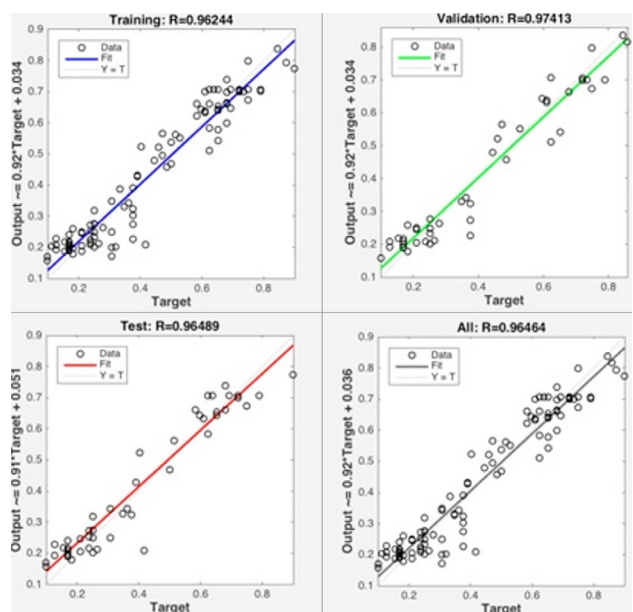 Training: R=0.96244
Output ~= 0.92*Target + 0.034
Data
Fit
Y = T
0.9
0.8
0.7
0.6
0.5
0.4
0.3
0.2
0.1
0.2 0.4 0.6 0.8
Target
Validation: R=0.97413
Output ~= 0.92*Target + 0.034
Data
Fit
Y = T
0.8
0.7
0.6
0.5
0.4
0.3
0.2
0.1
0.2 0.4 0.6 0.8
Target
Test: R=0.96489
Output ~= 0.91*Target + 0.051
Data
Fit
Y = T
0.9
0.8
0.7
0.6
0.5
0.4
0.3
0.2
0.1
0.2 0.4 0.6 0.8
Target
All: R=0.96464
Output ~= 0.92*Target + 0.036
Data
Fit
Y = T
0.9
0.8
0.7
0.6
0.5
0.4
0.3
0.2
0.1
0.2 0.4 0.6 0.8
Target